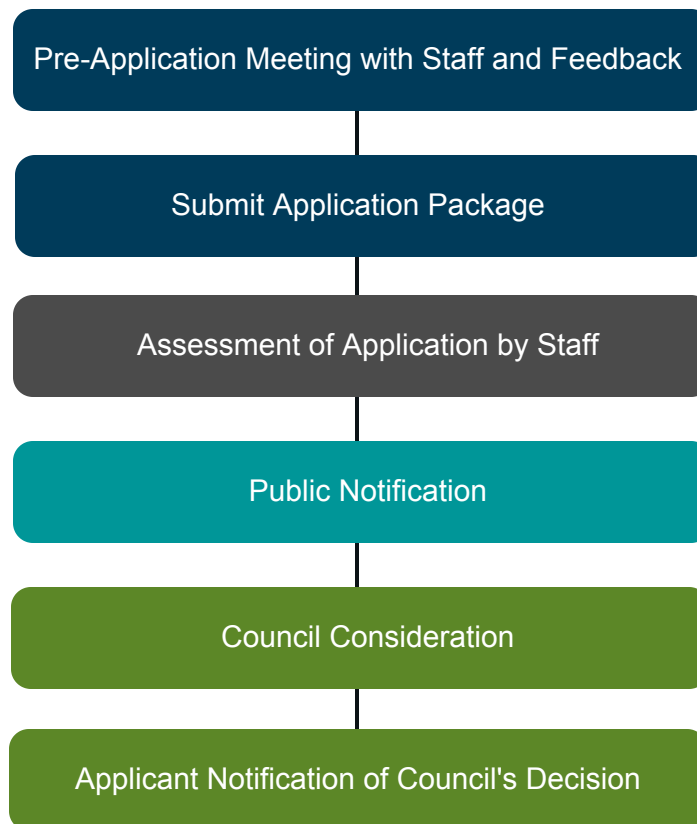 Pre-Application Meeting with Staff and Feedback
Submit Application Package
Assessment of Application by Staff
Public Notification
Council Consideration
Applicant Notification of Council's Decision